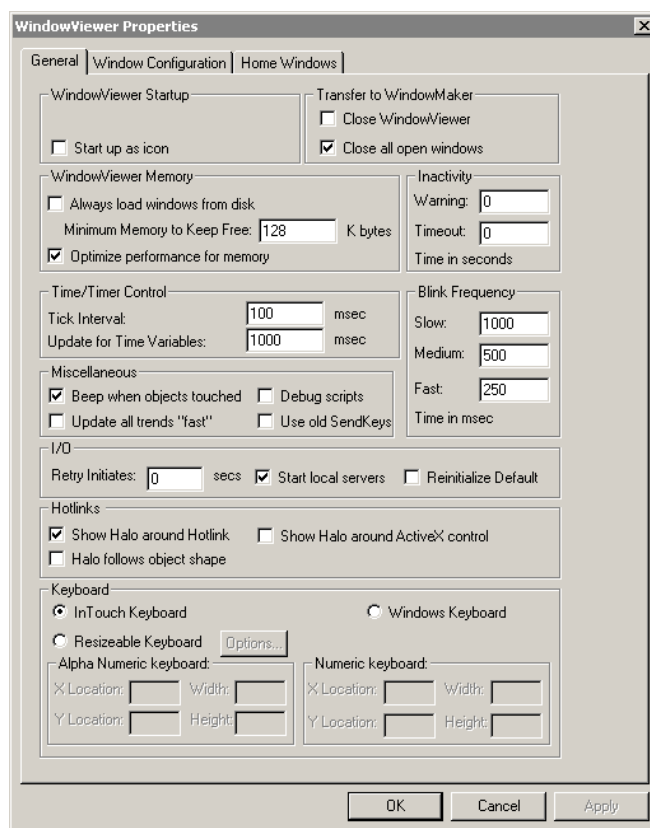 WindowViewer Properties
General
Window Configuration
Home Windows
WindowViewer Startup
Start up as icon
Transfer to WindowMaker
Close WindowViewer
Close all open windows
WindowViewer Memory
Always load windows from disk
Minimum Memory to Keep Free: 128 K bytes
Optimize performance for memory
Inactivity
Warning: 0
Timeout: 0
Time in seconds
Time/Timer Control
Tick Interval: 100 msec
Update for Time Variables: 1000 msec
Blink Frequency
Slow: 1000
Medium: 500
Fast: 250
Time in msec
Miscellaneous
Beep when objects touched
Debug scripts
Update all trends "fast"
Use old SendKeys
I/O
Retry Initiates: 0 secs
Start local servers
Reinitialize Default
Hotlinks
Show Halo around Hotlink
Show Halo around ActiveX control
Halo follows object shape
Keyboard
InTouch Keyboard
Windows Keyboard
Resizeable Keyboard
Options...
Alpha Numeric keyboard:
X Location: Width:
Y Location: Height:
Numeric keyboard:
X Location: Width:
Y Location: Height:
OK
Cancel
Apply